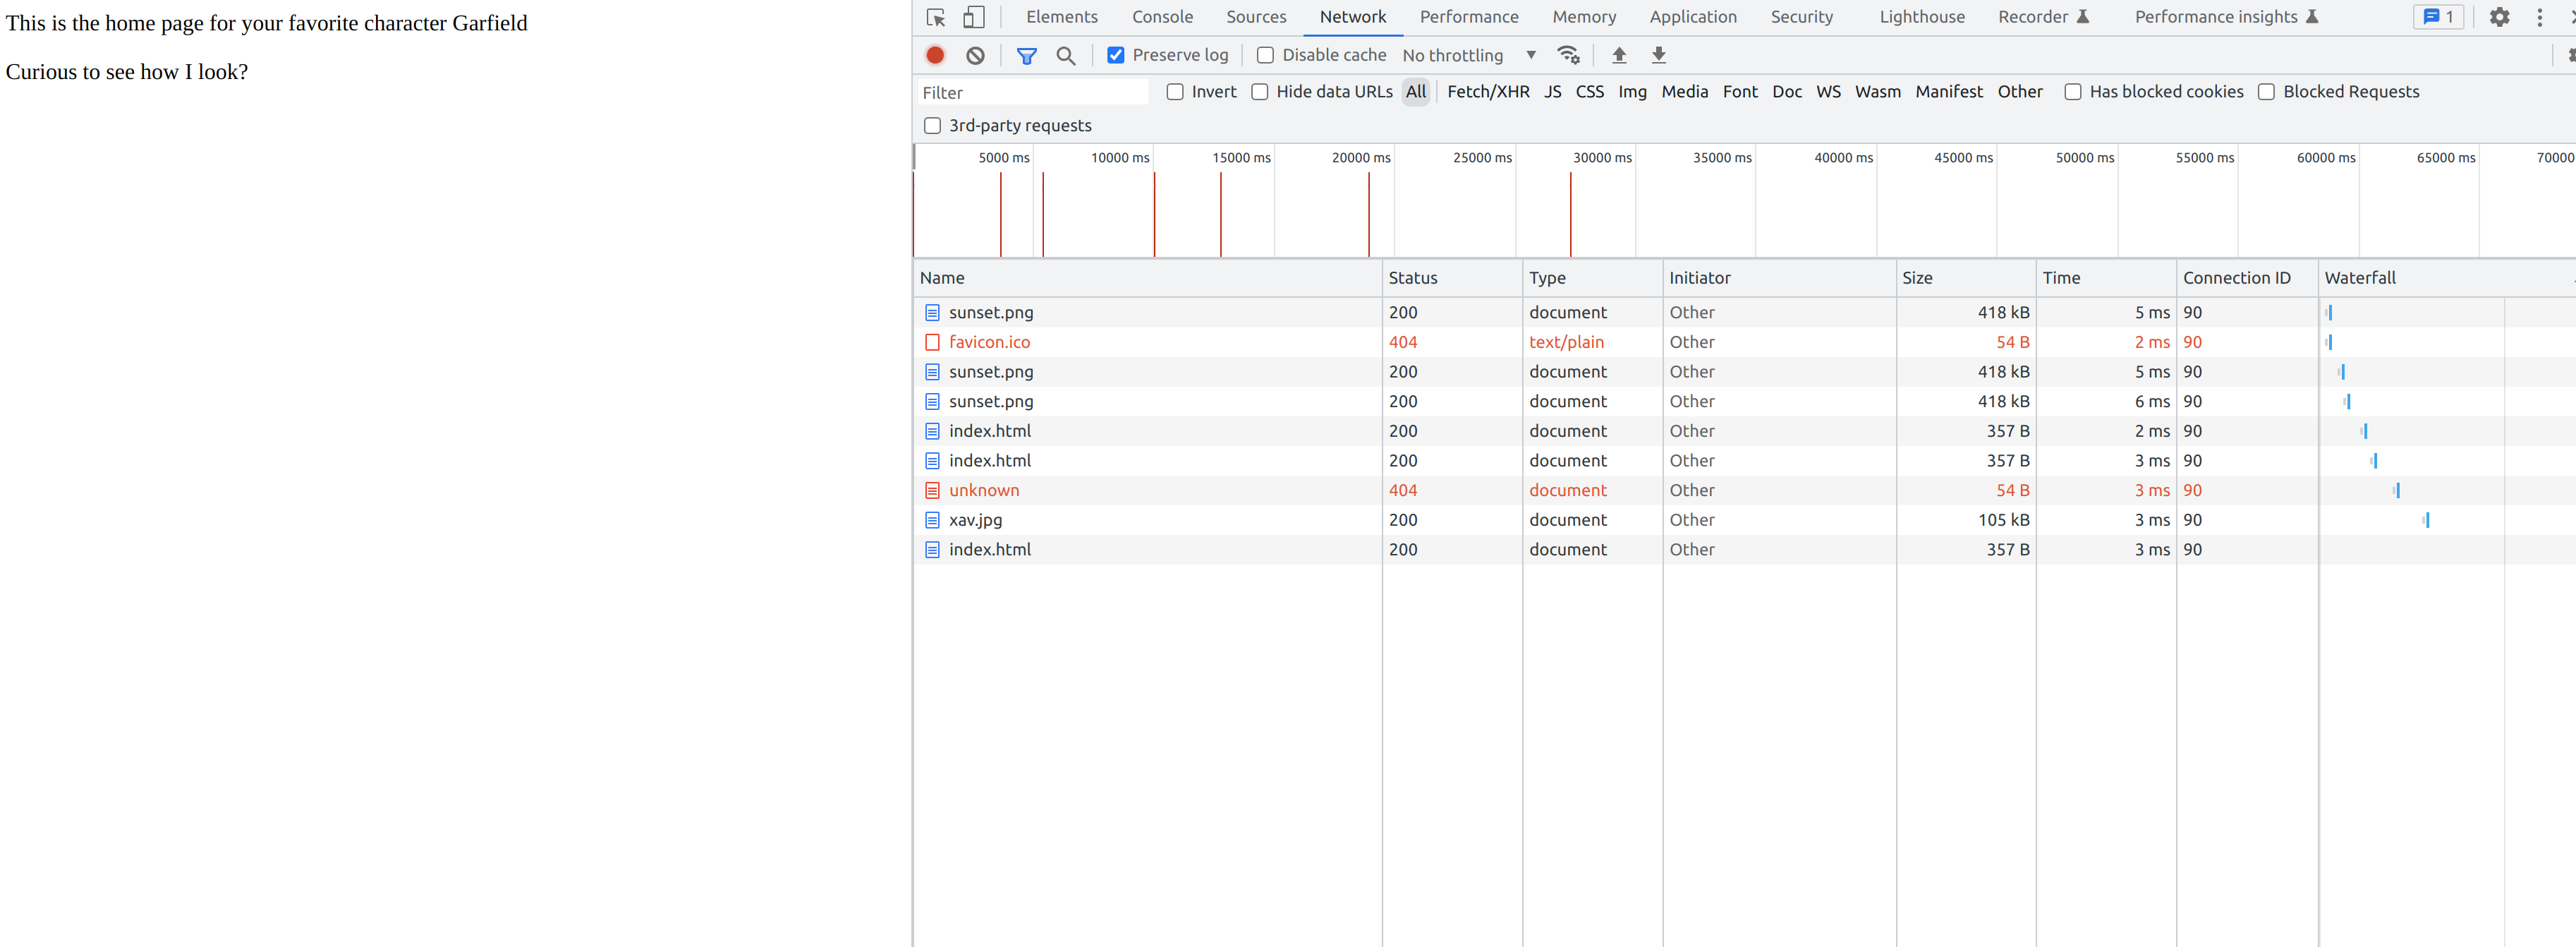 This is the home page for your favorite character Garfield
Curious to see how I look?
Elements Console Sources Network Performance Memory Application Security Lighthouse Recorder Performance insights 1
Preserve log Disable cache No throttling
Filter Invert Hide data URLs All Fetch/XHR JS CSS Img Media Font Doc WS Wasm Manifest Other Has blocked cookies Blocked Requests
3rd-party requests
5000 ms 10000 ms 15000 ms 20000 ms 25000 ms 30000 ms 35000 ms 40000 ms 45000 ms 50000 ms 55000 ms 60000 ms 65000 ms 70000
Name Status Type Initiator Size Time Connection ID Waterfall
sunset.png 200 document Other 418 kB 5 ms 90
favicon.ico 404 text/plain Other 54 B 2 ms 90
sunset.png 200 document Other 418 kB 5 ms 90
sunset.png 200 document Other 418 kB 6 ms 90
index.html 200 document Other 357 B 2 ms 90
index.html 200 document Other 357 B 3 ms 90
unknown 404 document Other 54 B 3 ms 90
xav.jpg 200 document Other 105 kB 3 ms 90
index.html 200 document Other 357 B 3 ms 90